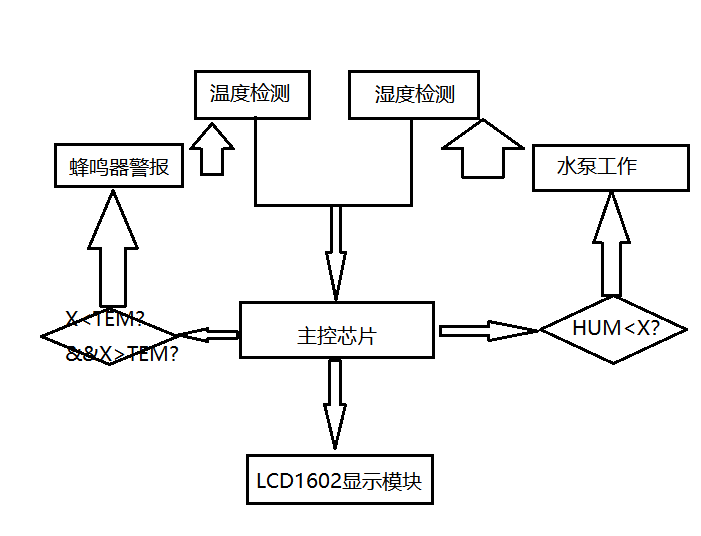 温度检测
湿度检测
蜂鸣器警报
水泵工作
X<TEM?
&&X>TEM?
主控芯片
HUM<X?
LCD1602显示模块